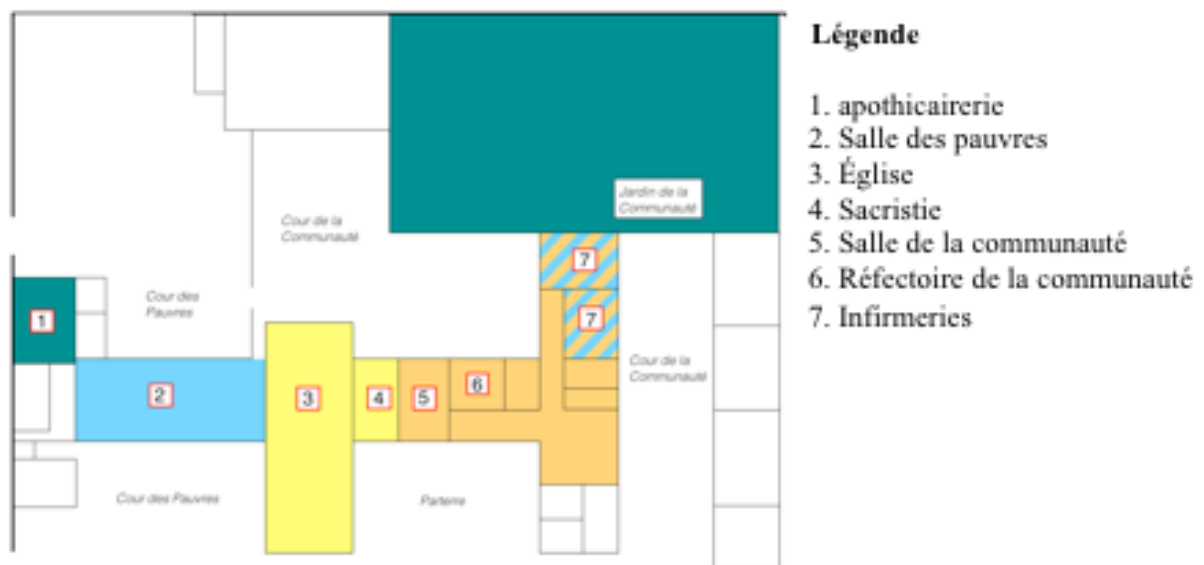 Légende
1. apothicairerie
2. Salle des pauvres
3. Église
4. Sacristie
5. Salle de la communauté
6. Réfectoire de la communauté
7. Infirmeries
Jardin de la
Communauté
Cour de la
Communauté
7
Cour des
Pauvres
1
7
Cour de la
Communauté
2
3
4
5
6
Cour des Pauvres
Parterre